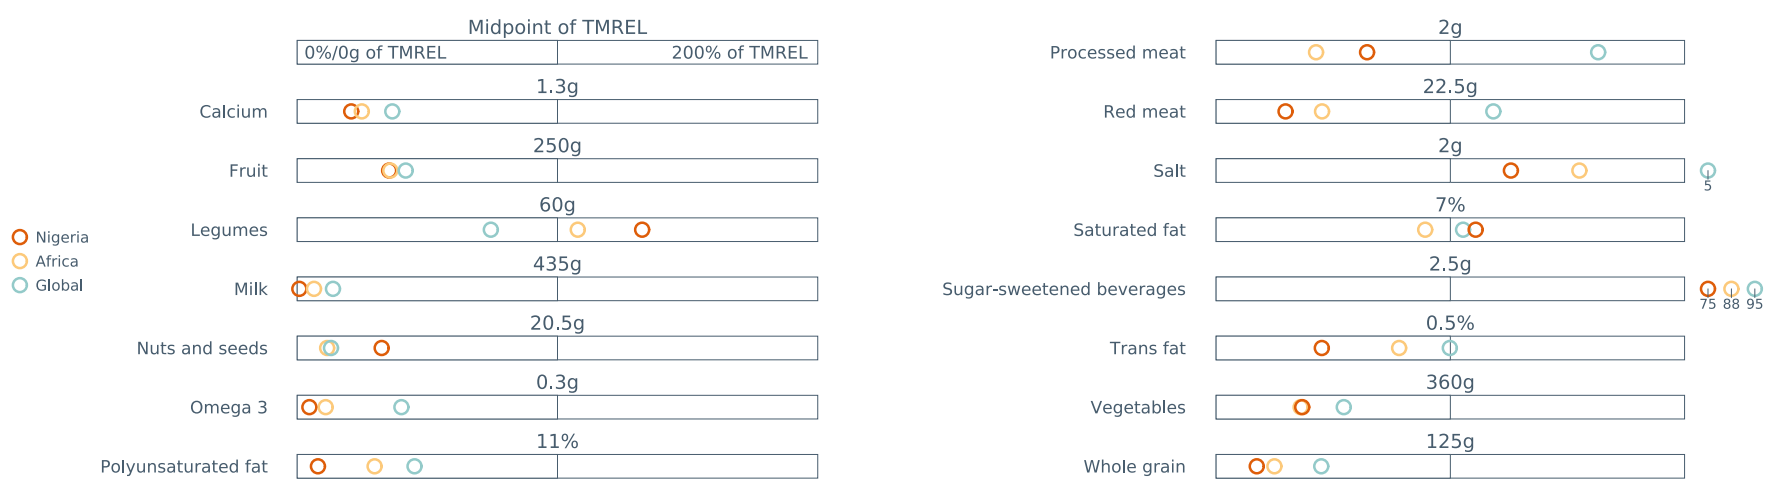 Midpoint of TMREL
0%/0g of TMREL 200% of TMREL
1.3g
Calcium
250g
Fruit
60g
Legumes
435g
Milk
20.5g
Nuts and seeds
0.3g
Omega 3
11%
Polyunsaturated fat
Nigeria
Africa
Global
2g
Processed meat
22.5g
Red meat
2g
Salt
5
7%
Saturated fat
2.5g
Sugar-sweetened beverages
75 88 95
0.5%
Trans fat
360g
Vegetables
125g
Whole grain